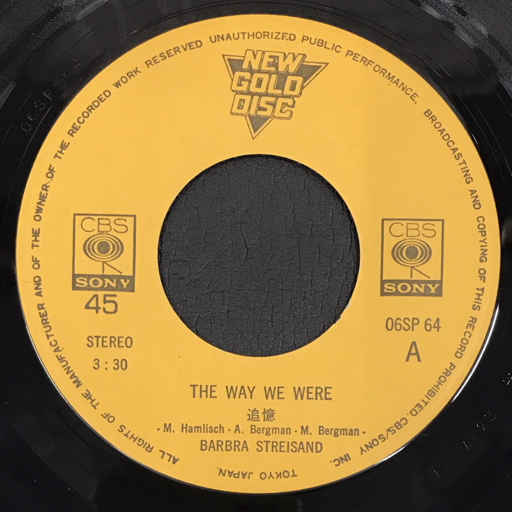 ALL RIGHTS OF THE MANUFACTURER AND OF THE OWNER OF THE RECORDED WORK RESERVED UNAUTHORIZED PUBLIC PERFORMANCE, BROADCASTING AND COPYING OF THIS RECORD PROHIBITED. CBS/SONY INC. TOKYO JAPAN.
NEW
GOLD
DISC
CBS
SONY
45
STEREO
3 : 30
CBS
SONY
06SP 64
A
THE WAY WE WERE
追憶
- M. Hamlisch - A. Bergman - M. Bergman -
BARBRA STREISAND